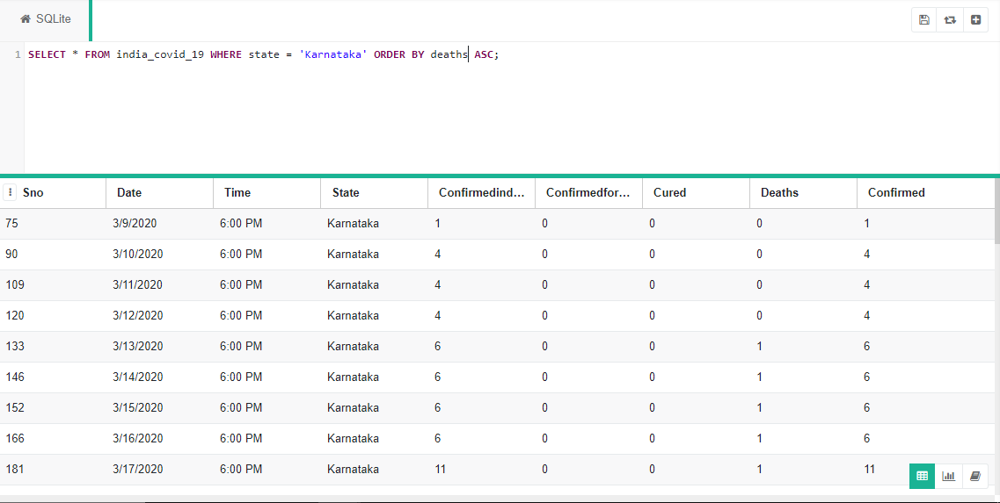 SQLite
1 SELECT * FROM india_covid_19 WHERE state = 'Karnataka' ORDER BY deaths ASC;
Sno Date Time State Confirmedind... Confirmedfor... Cured Deaths Confirmed
75 3/9/2020 6:00 PM Karnataka 1 0 0 0 1
90 3/10/2020 6:00 PM Karnataka 4 0 0 0 4
109 3/11/2020 6:00 PM Karnataka 4 0 0 0 4
120 3/12/2020 6:00 PM Karnataka 4 0 0 0 4
133 3/13/2020 6:00 PM Karnataka 6 0 0 1 6
146 3/14/2020 6:00 PM Karnataka 6 0 0 1 6
152 3/15/2020 6:00 PM Karnataka 6 0 0 1 6
166 3/16/2020 6:00 PM Karnataka 6 0 0 1 6
181 3/17/2020 6:00 PM Karnataka 11 0 0 1 11